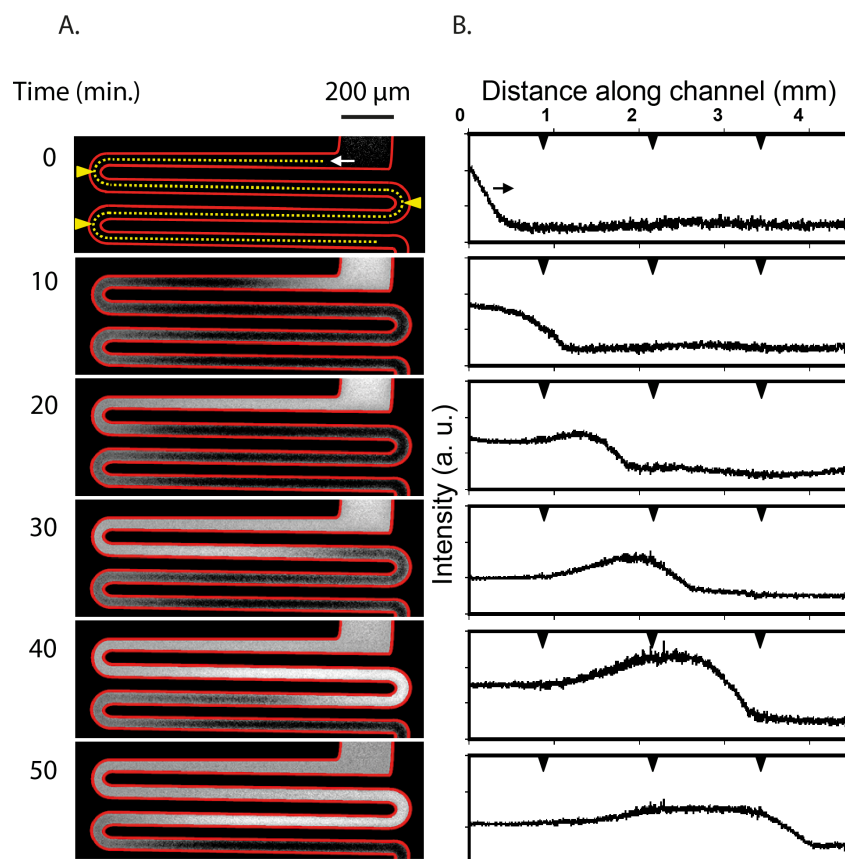 A.
B.
Time (min.)
200 µm
Distance along channel (mm)
0 1 2 3 4
0
10
20
30
40
50
Intensity (a. u.)